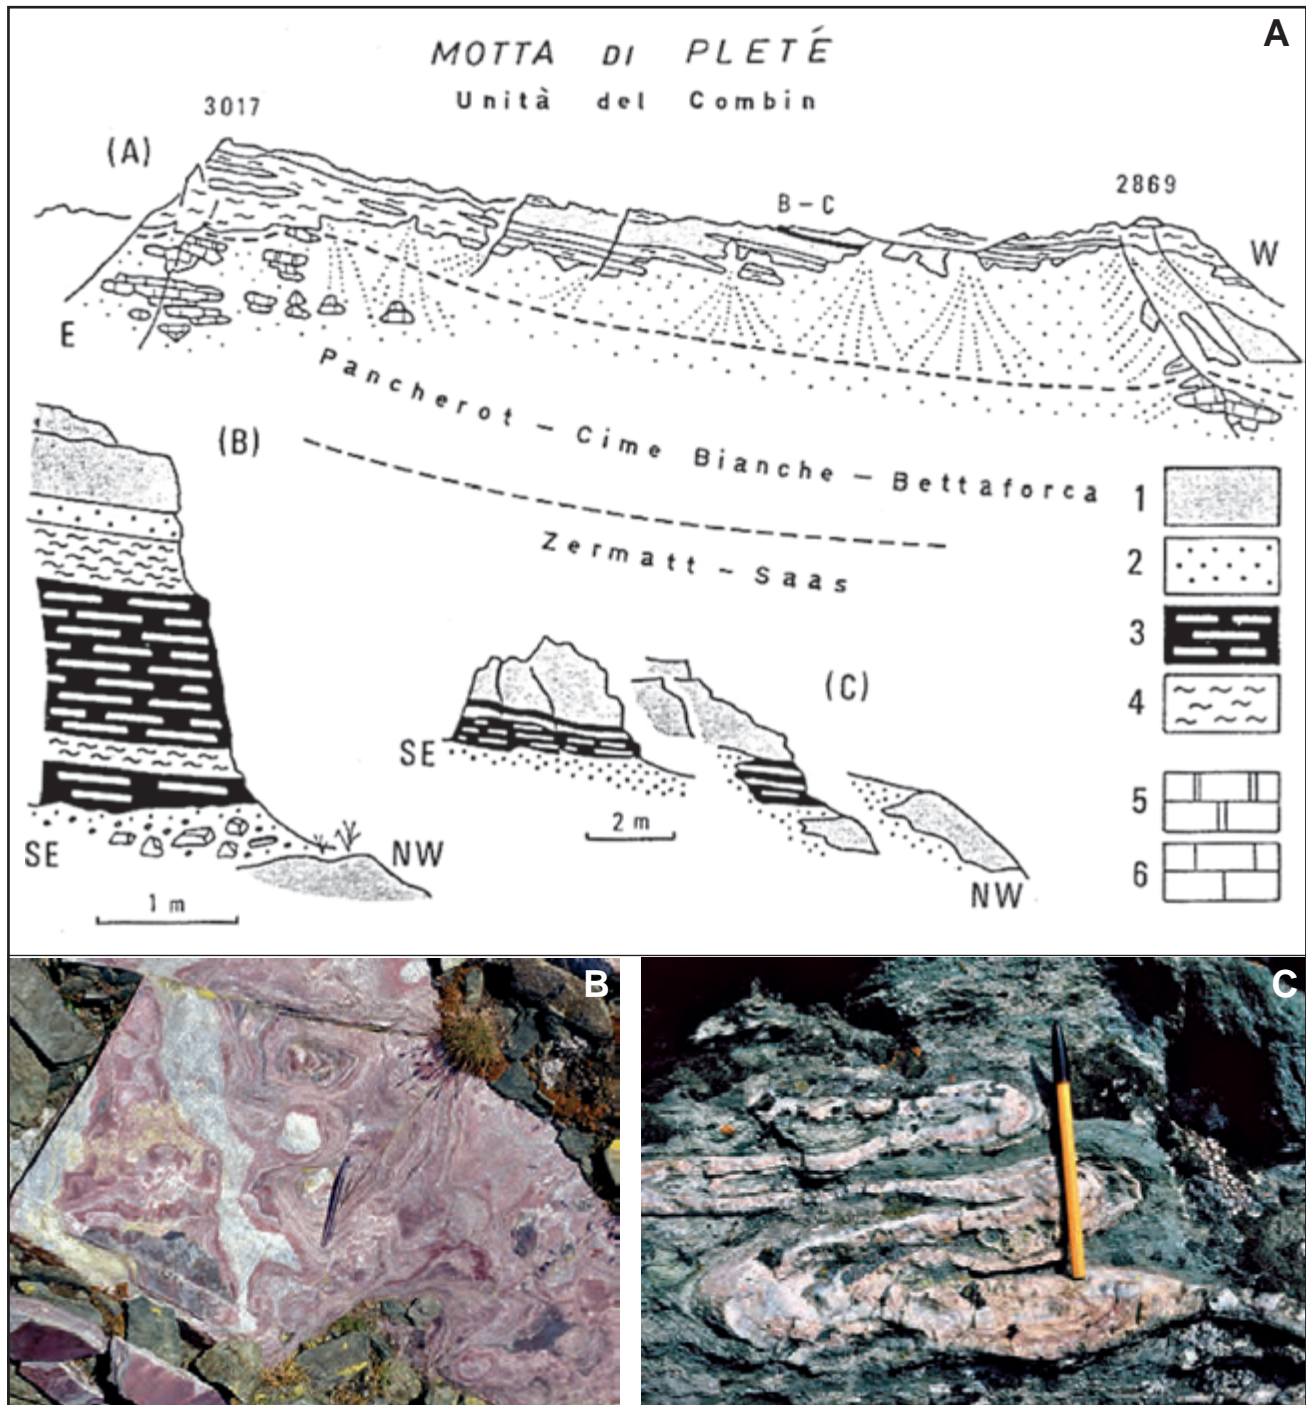 A
MOTTA DI PLETÉ
Unità del Combin
3017
(A)
2869
B – C
W
E
Pancherot – Cime Bianche – Bettaforca
(B)
Zermatt – Saas
1
2
3
4
5
6
(C)
SE
2 m
NW
SE
NW
1 m
B
C